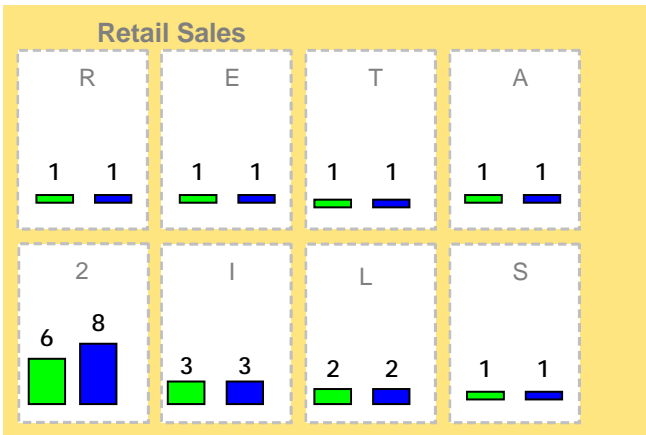 Retail Sales
R E T A
1 1 1 1 1 1 1 1
2 I L S
6 8 3 3 2 2 1 1